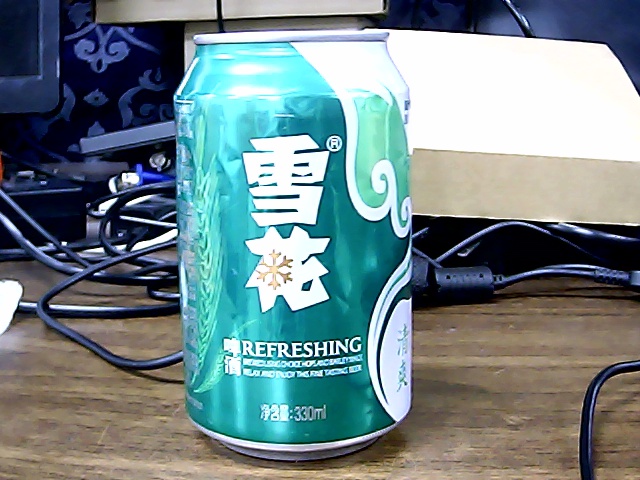 雪花®
啤酒 REFRESHING
RELAX AND ENJOY THIS FINE TASTING BEER
净含量:330ml
清爽